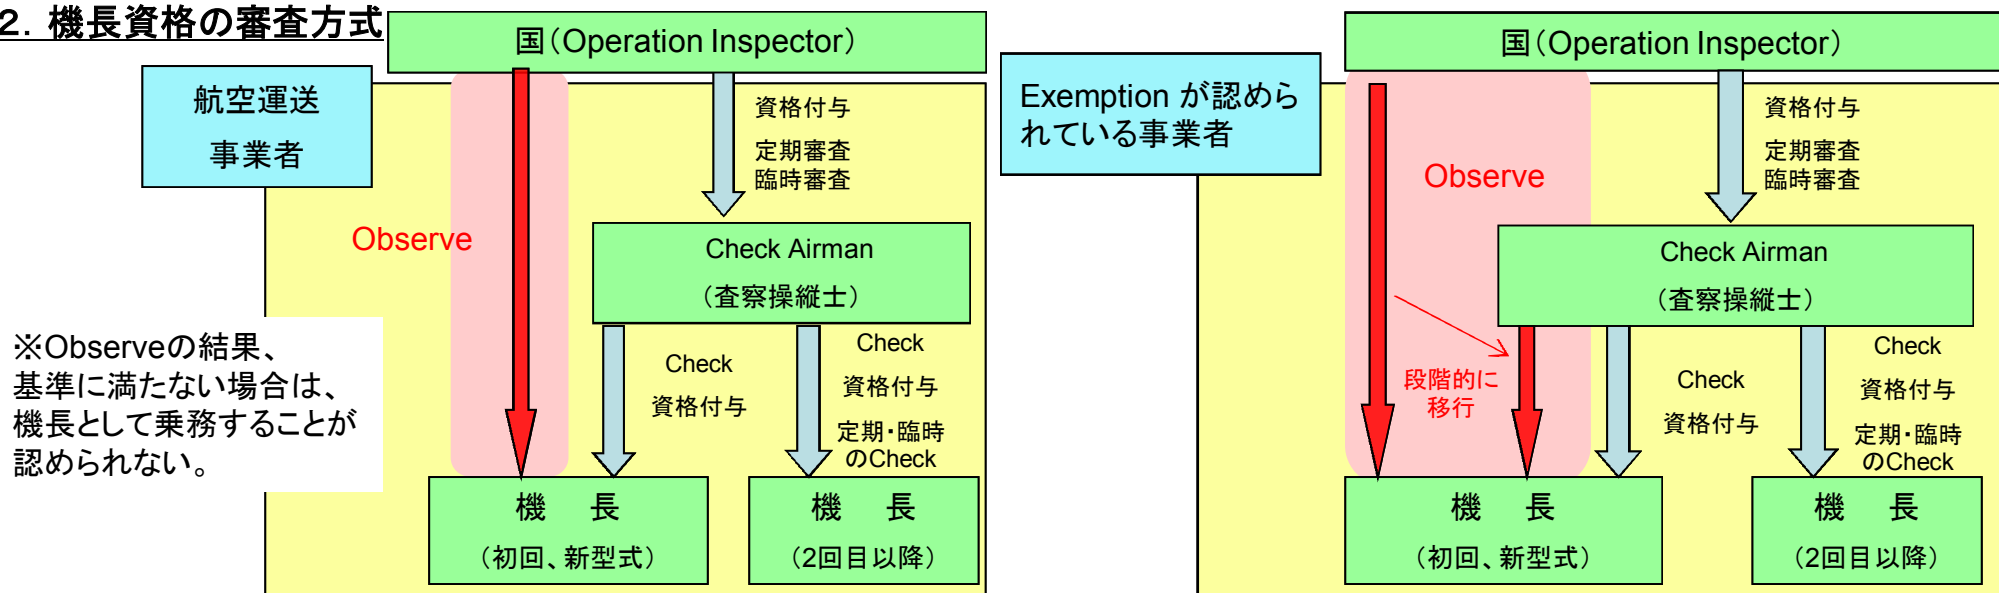 2．機長資格の審査方式
国（Operation Inspector）
航空運送
事業者
資格付与
定期審査
臨時審査
Observe
Check Airman
（査察操縦士）
※Observeの結果、
基準に満たない場合は、
機長として乗務することが
認められない。
Check
資格付与
Check
資格付与
定期・臨時
のCheck
機　長
（初回、新型式）
機　長
（2回目以降）
国（Operation Inspector）
Exemption が認めら
れている事業者
資格付与
定期審査
臨時審査
Observe
Check Airman
（査察操縦士）
段階的に
移行
Check
資格付与
Check
資格付与
定期・臨時
のCheck
機　長
（初回、新型式）
機　長
（2回目以降）